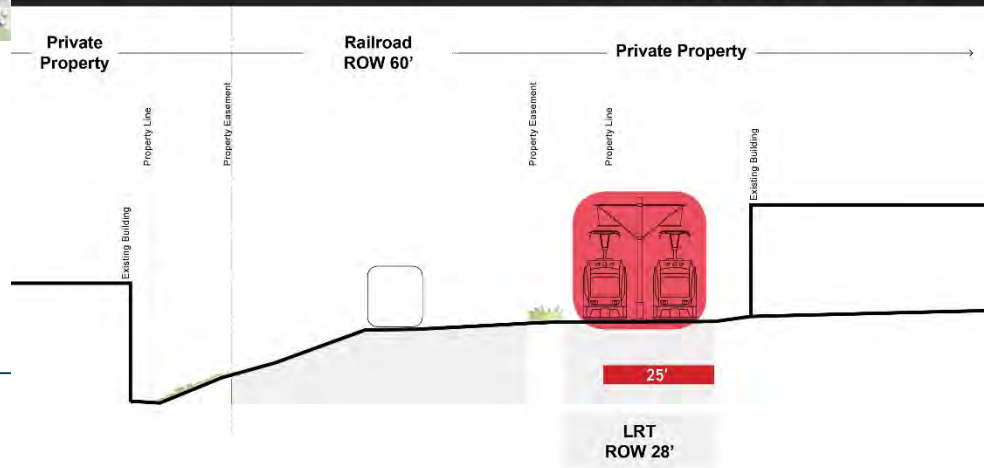 Private
Property
Railroad
ROW 60'
Private Property
Property Line
Property Easement
Property Easement
Property Line
Existing Building
Existing Building
25'
LRT
ROW 28'